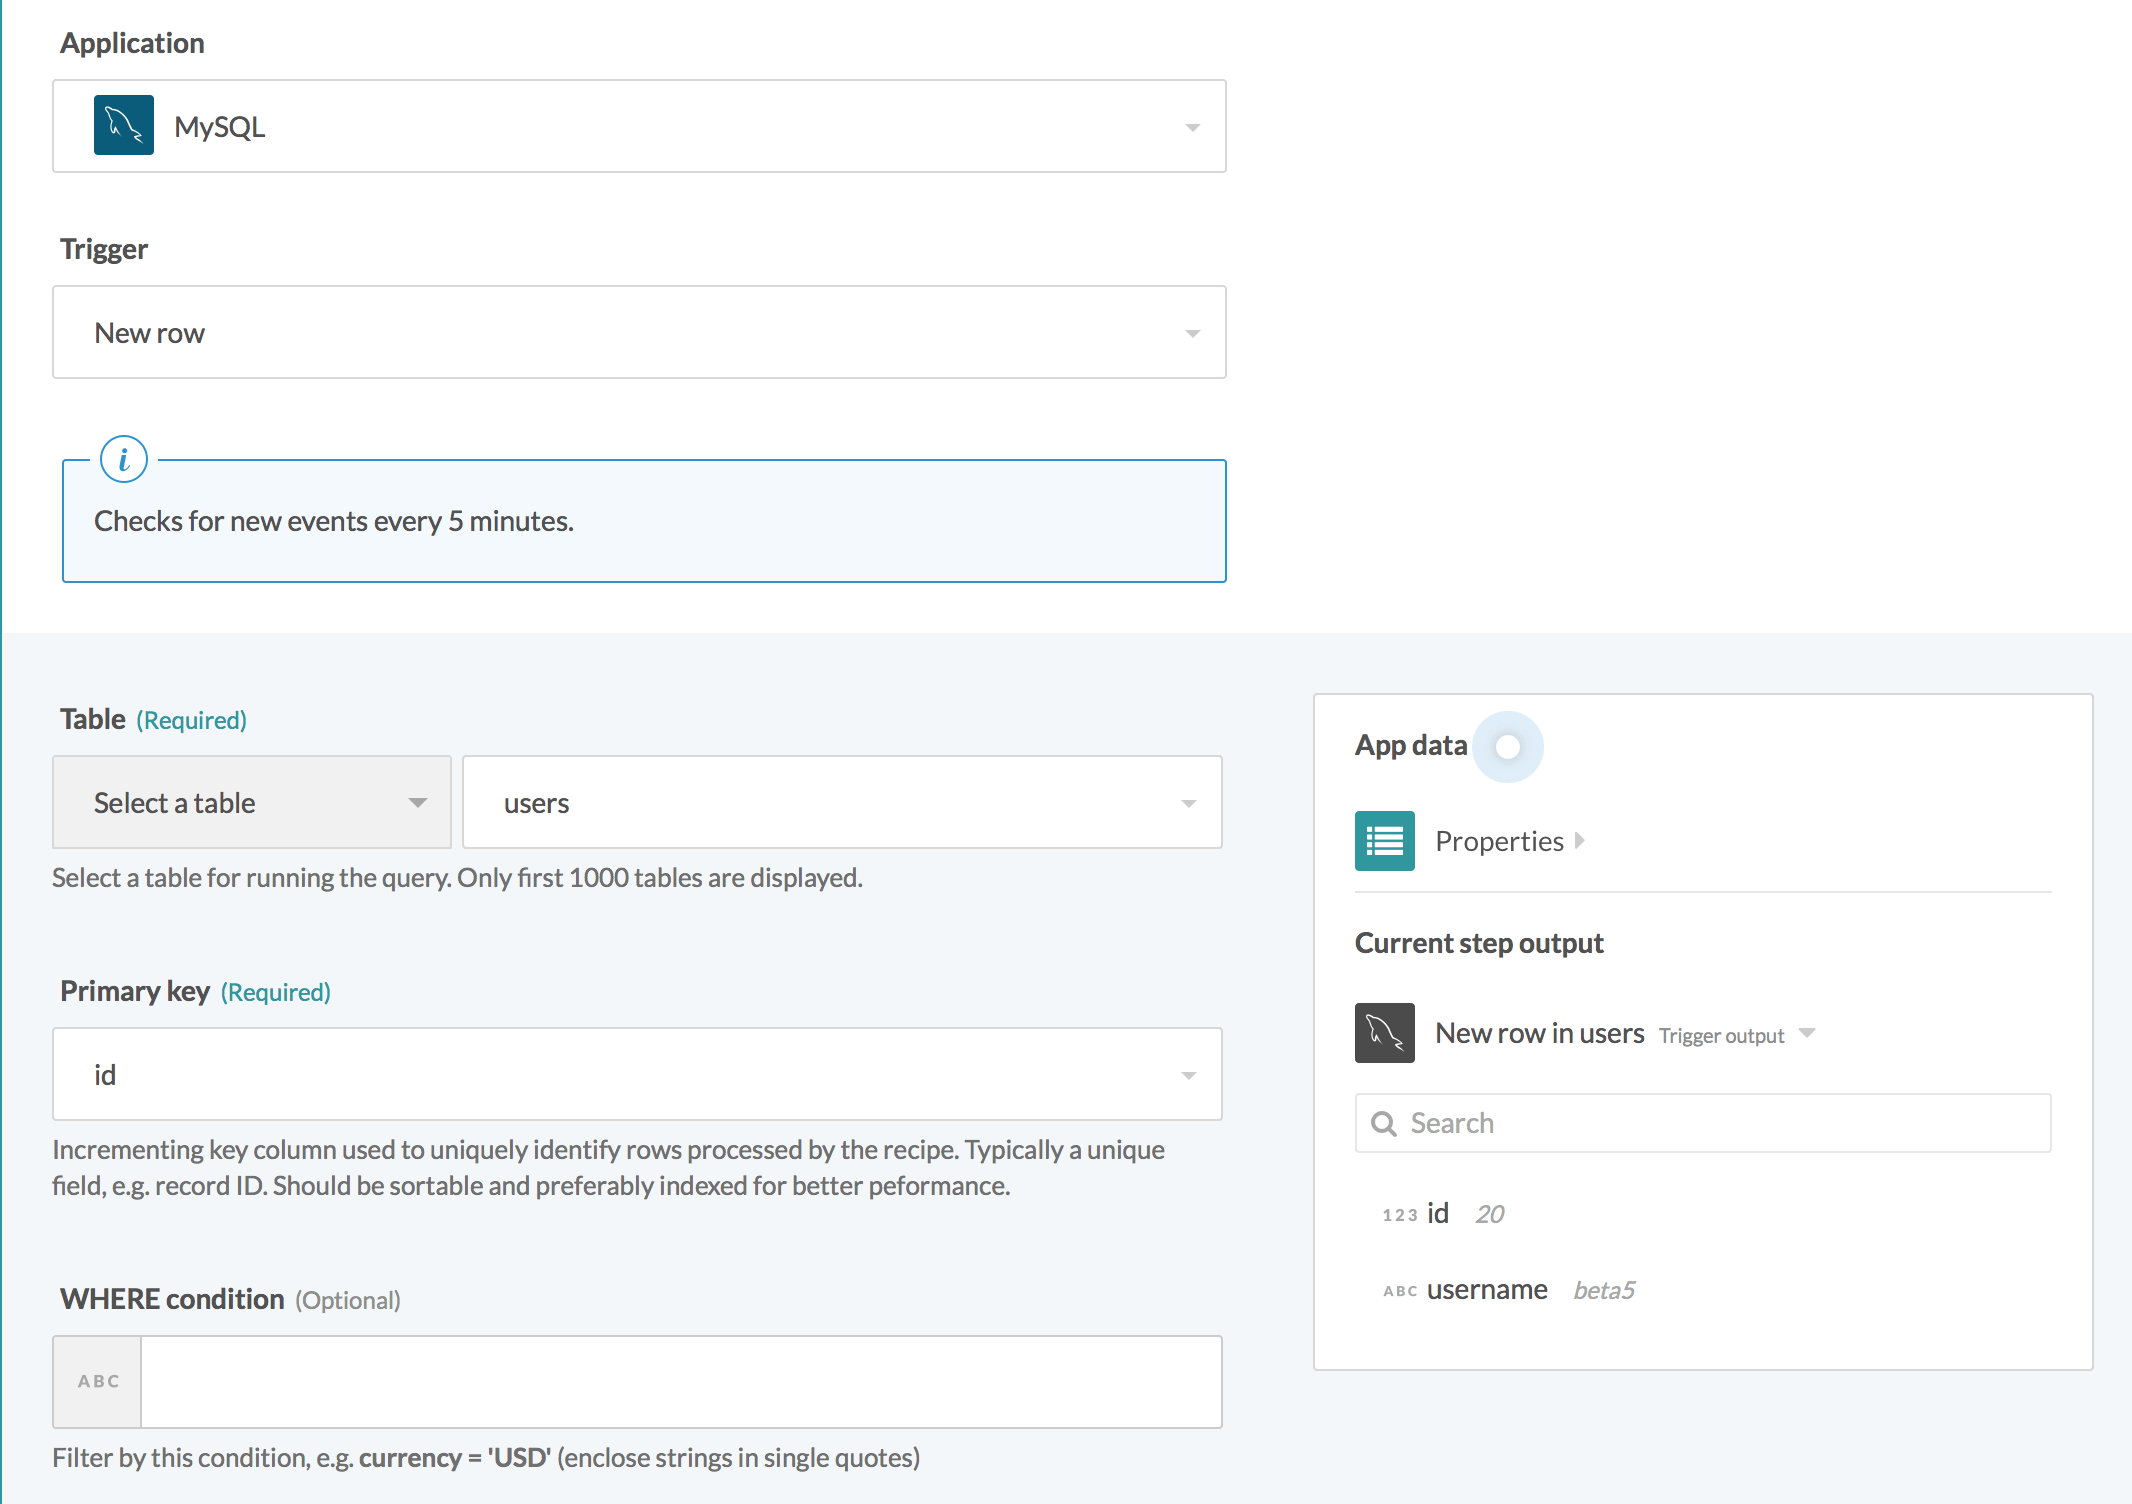 Application
MySQL
Trigger
New row
i
Checks for new events every 5 minutes.
Table (Required)
Select a table
users
Select a table for running the query. Only first 1000 tables are displayed.
Primary key (Required)
id
Incrementing key column used to uniquely identify rows processed by the recipe. Typically a unique
field, e.g. record ID. Should be sortable and preferably indexed for better peformance.
WHERE condition (Optional)
ABC
Filter by this condition, e.g. currency = 'USD' (enclose strings in single quotes)
App data
Properties
Current step output
New row in users Trigger output
Search
123 id 20
ABC username beta5